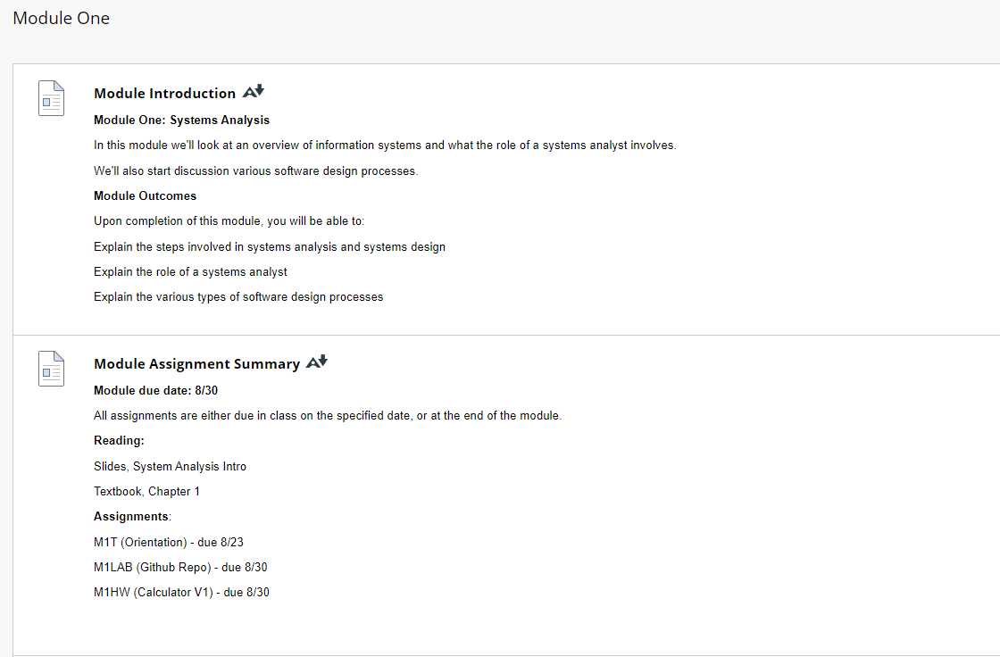 Module One
Module Introduction
Module One: Systems Analysis
In this module we'll look at an overview of information systems and what the role of a systems analyst involves.
We'll also start discussion various software design processes.
Module Outcomes
Upon completion of this module, you will be able to:
Explain the steps involved in systems analysis and systems design
Explain the role of a systems analyst
Explain the various types of software design processes
Module Assignment Summary
Module due date: 8/30
All assignments are either due in class on the specified date, or at the end of the module.
Reading:
Slides, System Analysis Intro
Textbook, Chapter 1
Assignments:
M1T (Orientation) - due 8/23
M1LAB (Github Repo) - due 8/30
M1HW (Calculator V1) - due 8/30